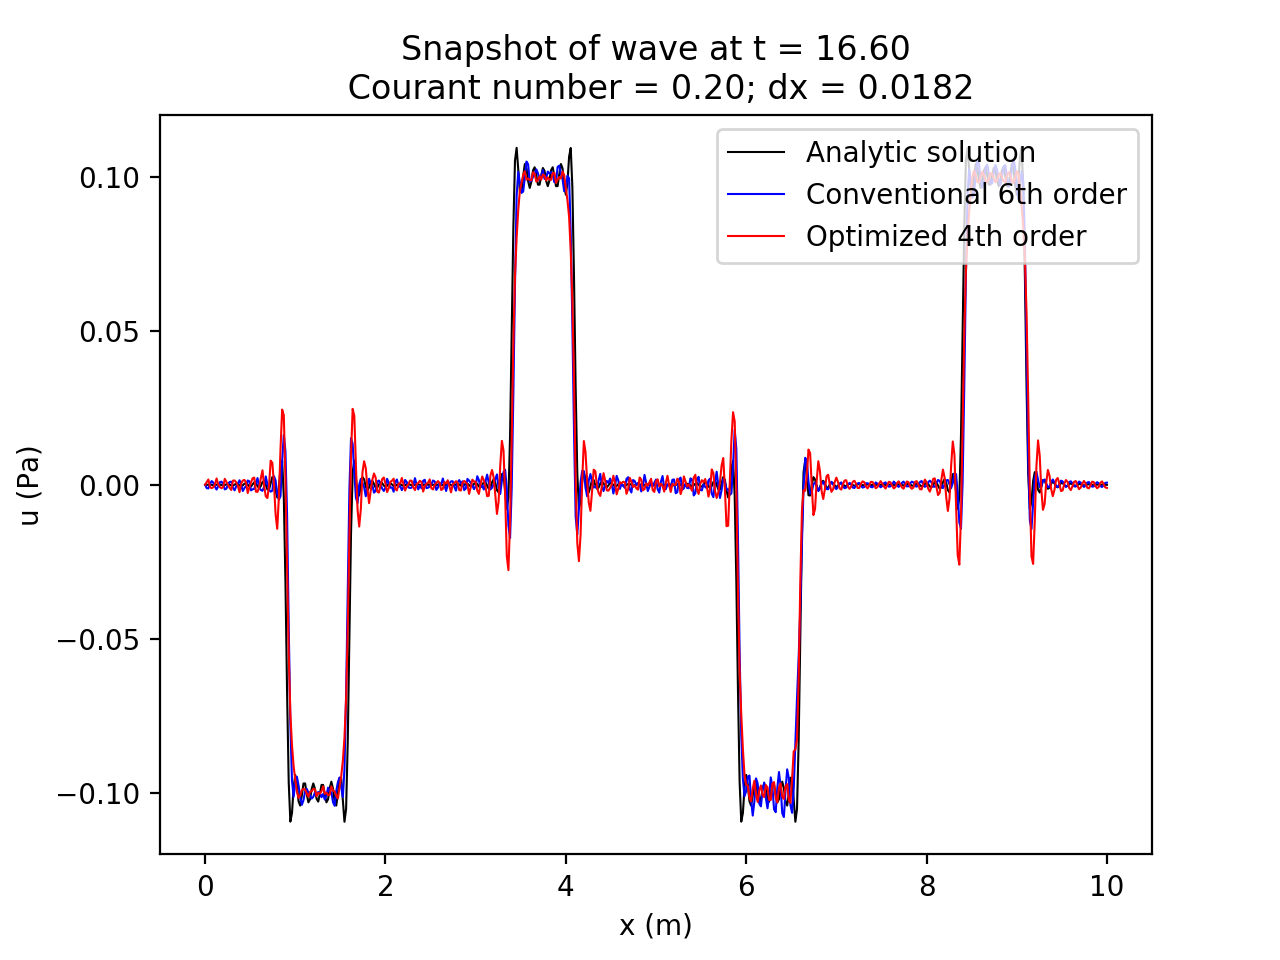 Snapshot of wave at t = 16.60
Courant number = 0.20; dx = 0.0182
Analytic solution
Conventional 6th order
Optimized 4th order
0.10
0.05
0.00
−0.05
−0.10
u (Pa)
0 2 4 6 8 10
x (m)